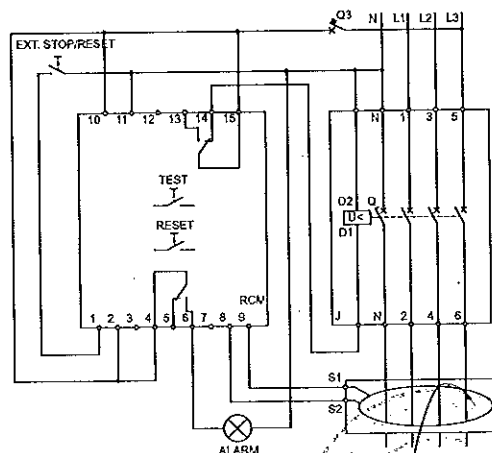 Q3 N L1 L2 L3
EXT. STOP/RESET
10 11 12 13 14 15
N 1 3 5
TEST
RESET
D2 U< Q
D1
RCM
1 2 3 4 5 6 7 8 9
J N 2 4 6
S1
S2
ALARM